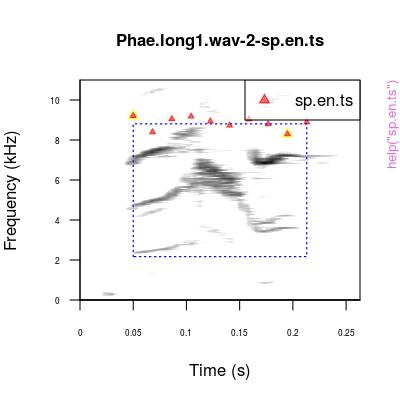 Phae.long1.wav-2-sp.en.ts
sp.en.ts
help("sp.en.ts")
Frequency (kHz)
10
8
6
4
2
0
0
0.05
0.1
0.15
0.2
0.25
Time (s)